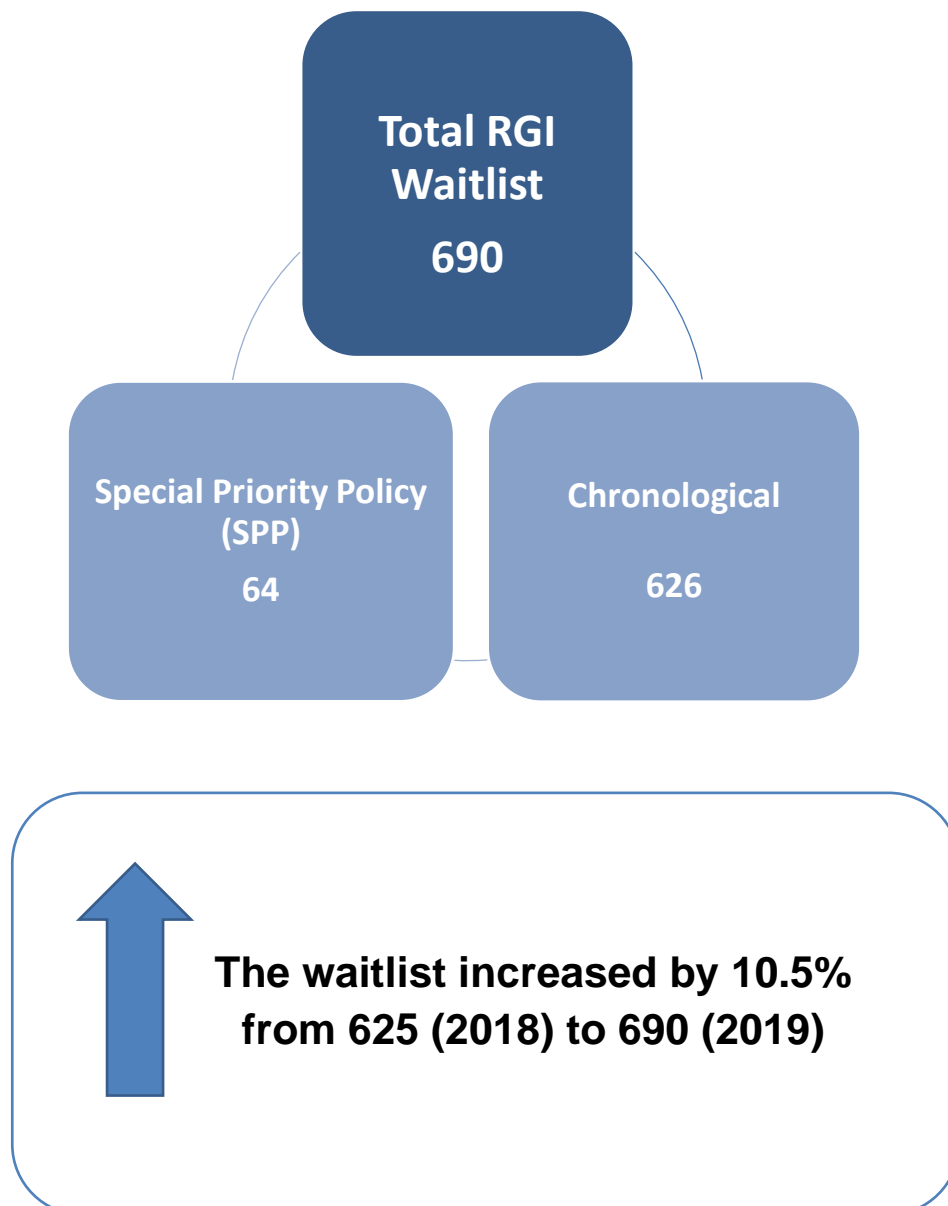 Total RGI
Waitlist
690
Special Priority Policy
(SPP)
64
Chronological
626
The waitlist increased by 10.5%
from 625 (2018) to 690 (2019)